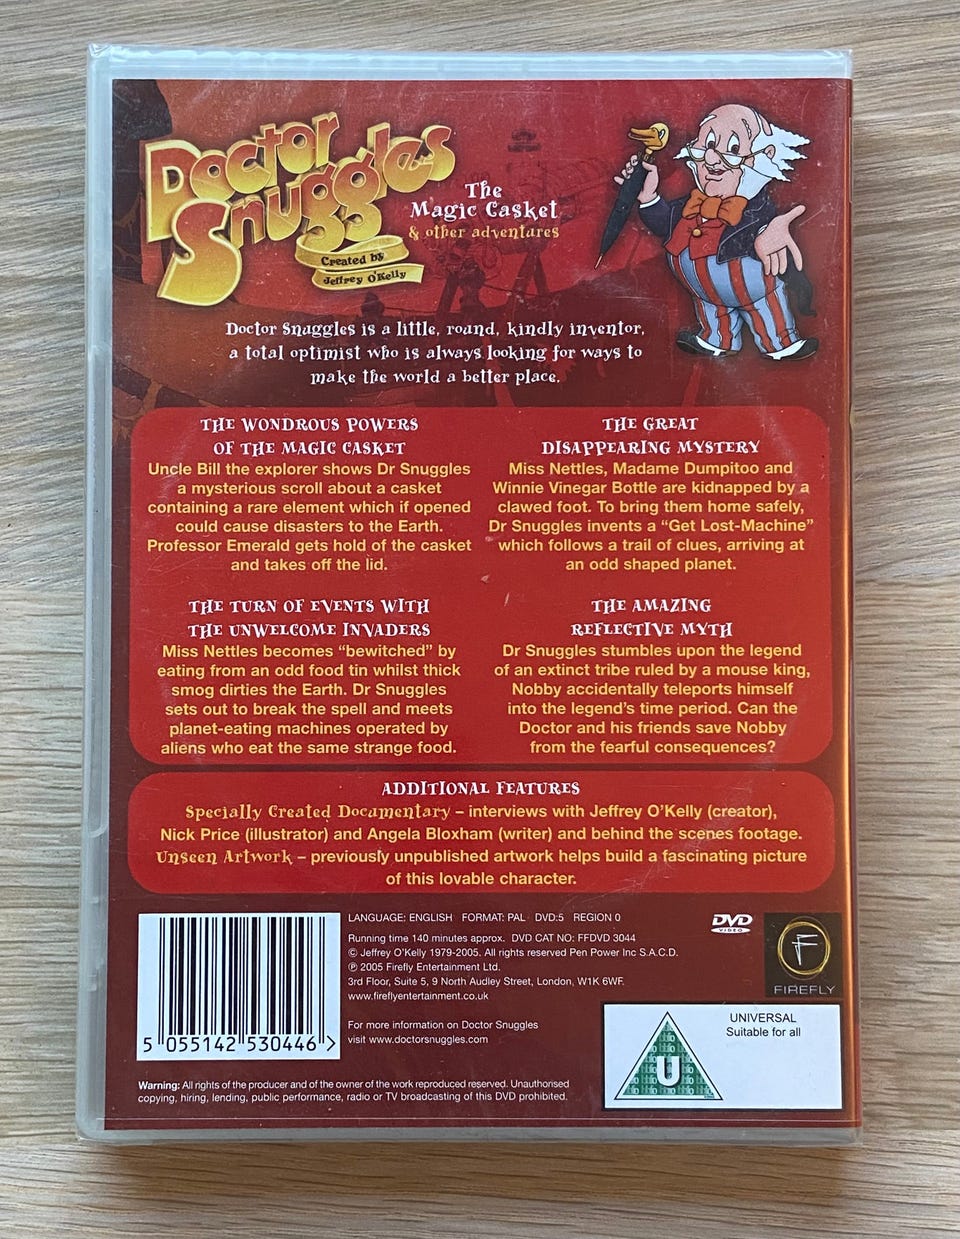 Doctor
Snuggles
Created by
Jeffrey O'Kelly
The
Magic Casket
& other adventures
Doctor Snuggles is a little, round, kindly inventor,
a total optimist who is always looking for ways to
make the world a better place.
THE WONDROUS POWERS
OF THE MAGIC CASKET
Uncle Bill the explorer shows Dr Snuggles
a mysterious scroll about a casket
containing a rare element which if opened
could cause disasters to the Earth.
Professor Emerald gets hold of the casket
and takes off the lid.
THE GREAT
DISAPPEARING MYSTERY
Miss Nettles, Madame Dumpitoo and
Winnie Vinegar Bottle are kidnapped by a
clawed foot. To bring them home safely,
Dr Snuggles invents a “Get Lost-Machine”
which follows a trail of clues, arriving at
an odd shaped planet.
THE TURN OF EVENTS WITH
THE UNWELCOME INVADERS
Miss Nettles becomes “bewitched” by
eating from an odd food tin whilst thick
smog dirties the Earth. Dr Snuggles
sets out to break the spell and meets
planet-eating machines operated by
aliens who eat the same strange food.
THE AMAZING
REFLECTIVE MYTH
Dr Snuggles stumbles upon the legend
of an extinct tribe ruled by a mouse king,
Nobby accidentally teleports himself
into the legend's time period. Can the
Doctor and his friends save Nobby
from the fearful consequences?
ADDITIONAL FEATURES
Specially Created Documentary – interviews with Jeffrey O'Kelly (creator),
Nick Price (illustrator) and Angela Bloxham (writer) and behind the scenes footage.
Unseen Artwork – previously unpublished artwork helps build a fascinating picture
of this lovable character.
LANGUAGE: ENGLISH FORMAT: PAL DVD:5 REGION 0
Running time 140 minutes approx. DVD CAT NO: FFDVD 3044
© Jeffrey O'Kelly 1979-2005. All rights reserved Pen Power Inc S.A.C.D.
℗ 2005 Firefly Entertainment Ltd.
3rd Floor, Suite 5, 9 North Audley Street, London, W1K 6WF.
www.fireflyentertainment.co.uk
For more information on Doctor Snuggles
visit www.doctorsnuggles.com
DVD
VIDEO
F
FIREFLY
5 055142 530446 >
UNIVERSAL
Suitable for all
U
Warning: All rights of the producer and of the owner of the work reproduced reserved. Unauthorised
copying, hiring, lending, public performance, radio or TV broadcasting of this DVD prohibited.